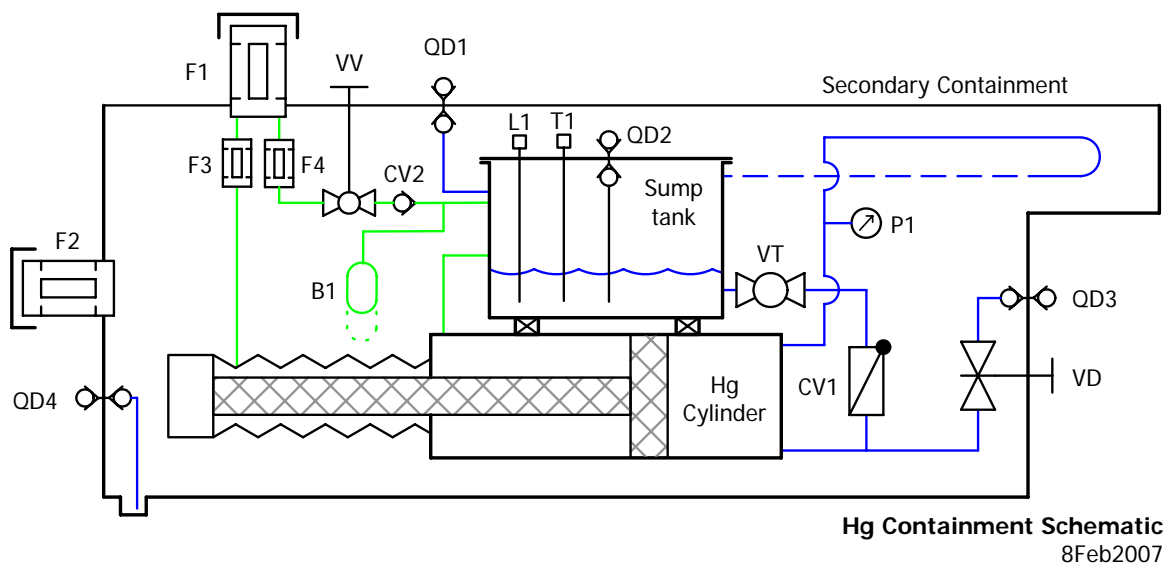 QD1
F1
VV
Secondary Containment
L1
T1
QD2
F3
F4
CV2
Sump
tank
P1
F2
VT
B1
QD3
QD4
Hg
Cylinder
CV1
VD
Hg Containment Schematic
8Feb2007